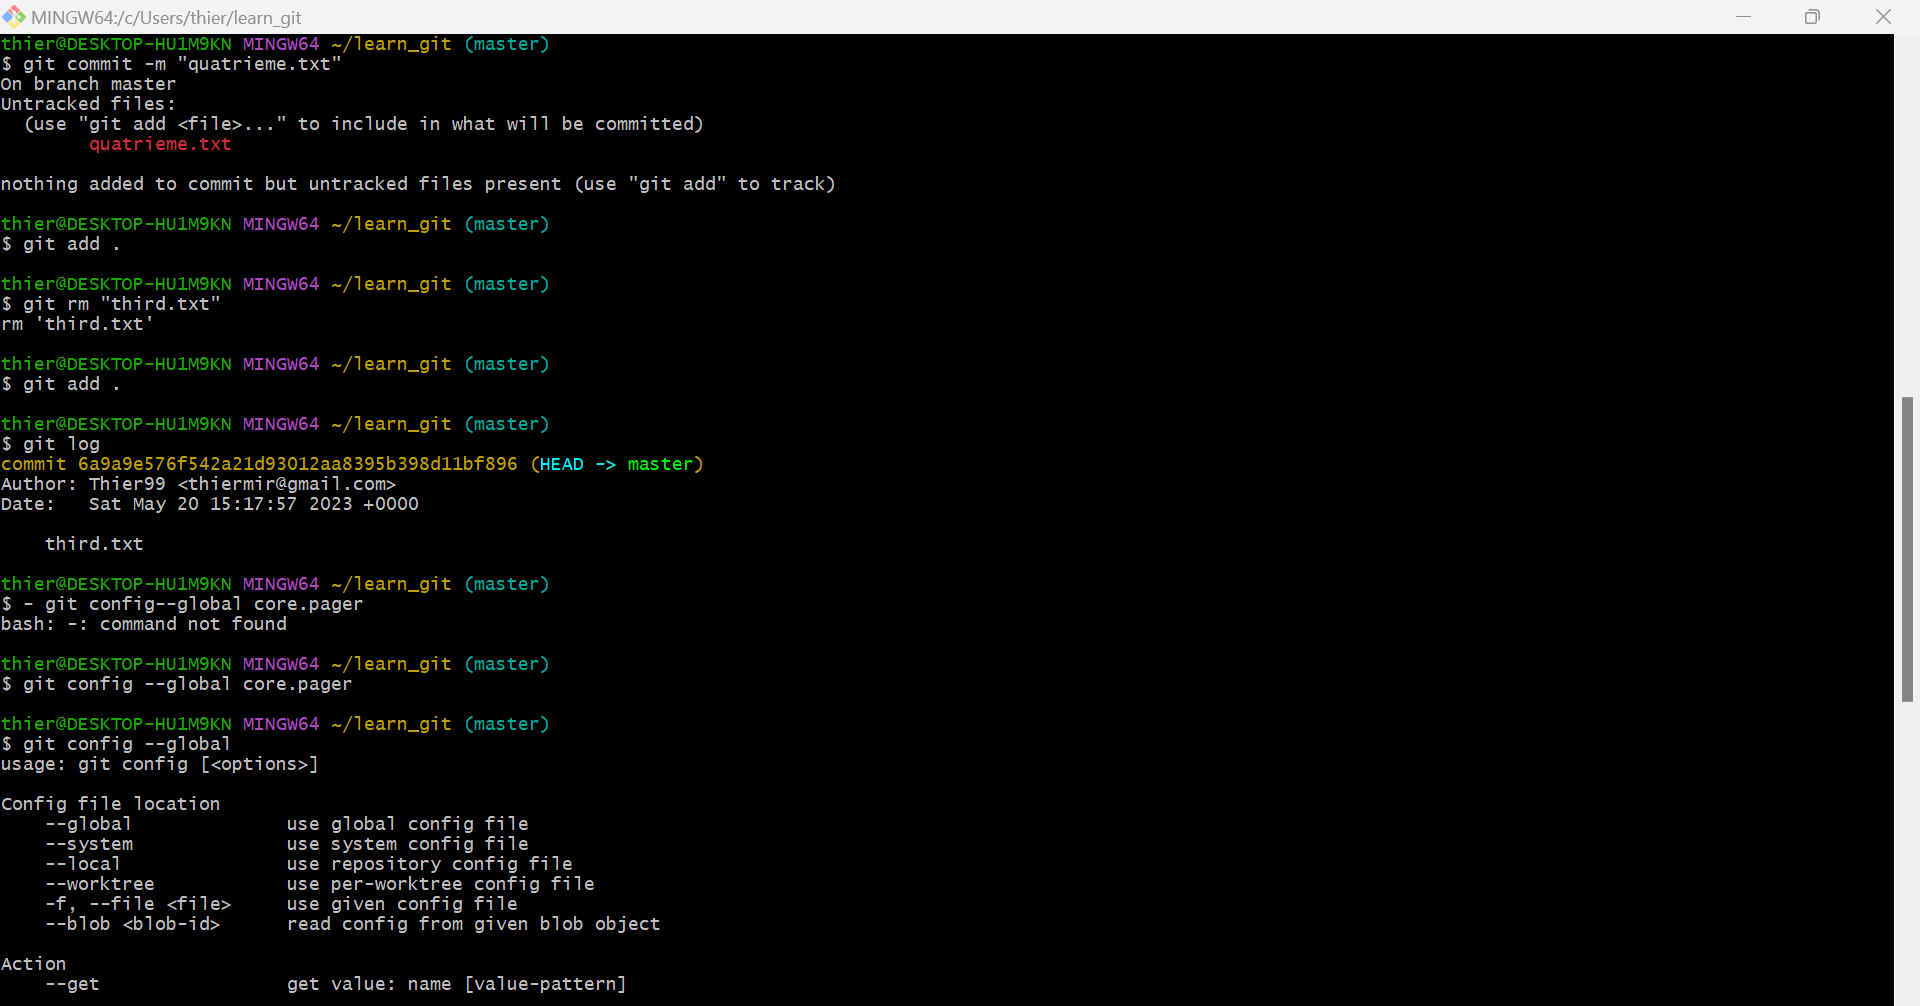 MINGW64:/c/Users/thier/learn_git
thier@DESKTOP-HU1M9KN MINGW64 ~/learn_git (master)
$ git commit -m "quatrieme.txt"
On branch master
Untracked files:
  (use "git add <file>..." to include in what will be committed)
        quatrieme.txt

nothing added to commit but untracked files present (use "git add" to track)

thier@DESKTOP-HU1M9KN MINGW64 ~/learn_git (master)
$ git add .

thier@DESKTOP-HU1M9KN MINGW64 ~/learn_git (master)
$ git rm "third.txt"
rm 'third.txt'

thier@DESKTOP-HU1M9KN MINGW64 ~/learn_git (master)
$ git add .

thier@DESKTOP-HU1M9KN MINGW64 ~/learn_git (master)
$ git log
commit 6a9a9e576f542a21d93012aa8395b398d11bf896 (HEAD -> master)
Author: Thier99 <thiermir@gmail.com>
Date:   Sat May 20 15:17:57 2023 +0000

    third.txt

thier@DESKTOP-HU1M9KN MINGW64 ~/learn_git (master)
$ - git config--global core.pager
bash: -: command not found

thier@DESKTOP-HU1M9KN MINGW64 ~/learn_git (master)
$ git config --global core.pager

thier@DESKTOP-HU1M9KN MINGW64 ~/learn_git (master)
$ git config --global
usage: git config [<options>]

Config file location
    --global              use global config file
    --system              use system config file
    --local               use repository config file
    --worktree            use per-worktree config file
    -f, --file <file>     use given config file
    --blob <blob-id>      read config from given blob object

Action
    --get                 get value: name [value-pattern]